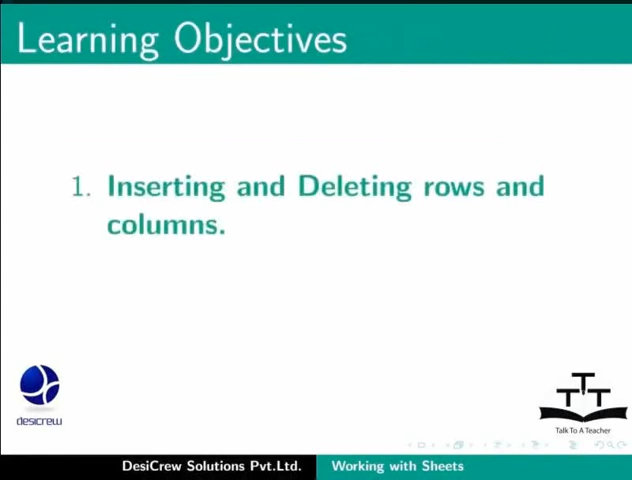 Learning Objectives
1. Inserting and Deleting rows and
columns.
desicrew
T
T T
Talk To A Teacher
DesiCrew Solutions Pvt.Ltd. Working with Sheets